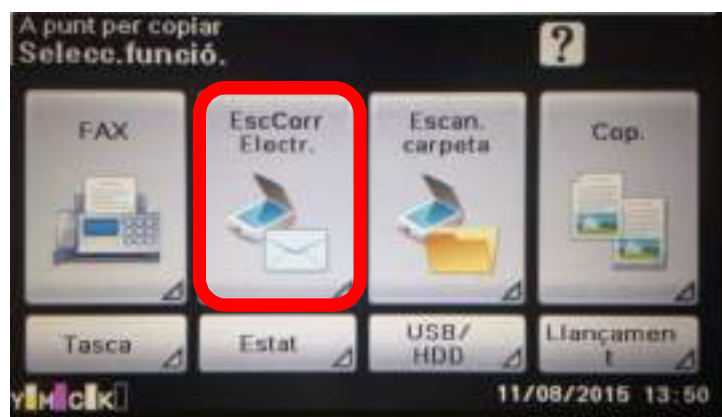 A punt per copiar
Selecc.funció.
?
FAX
EscCorr
Electr.
Escan.
carpeta
Cop.
Tasca
Estat
USB/
HDD
Llançamen
t
Y M C K
11/08/2015 13:50